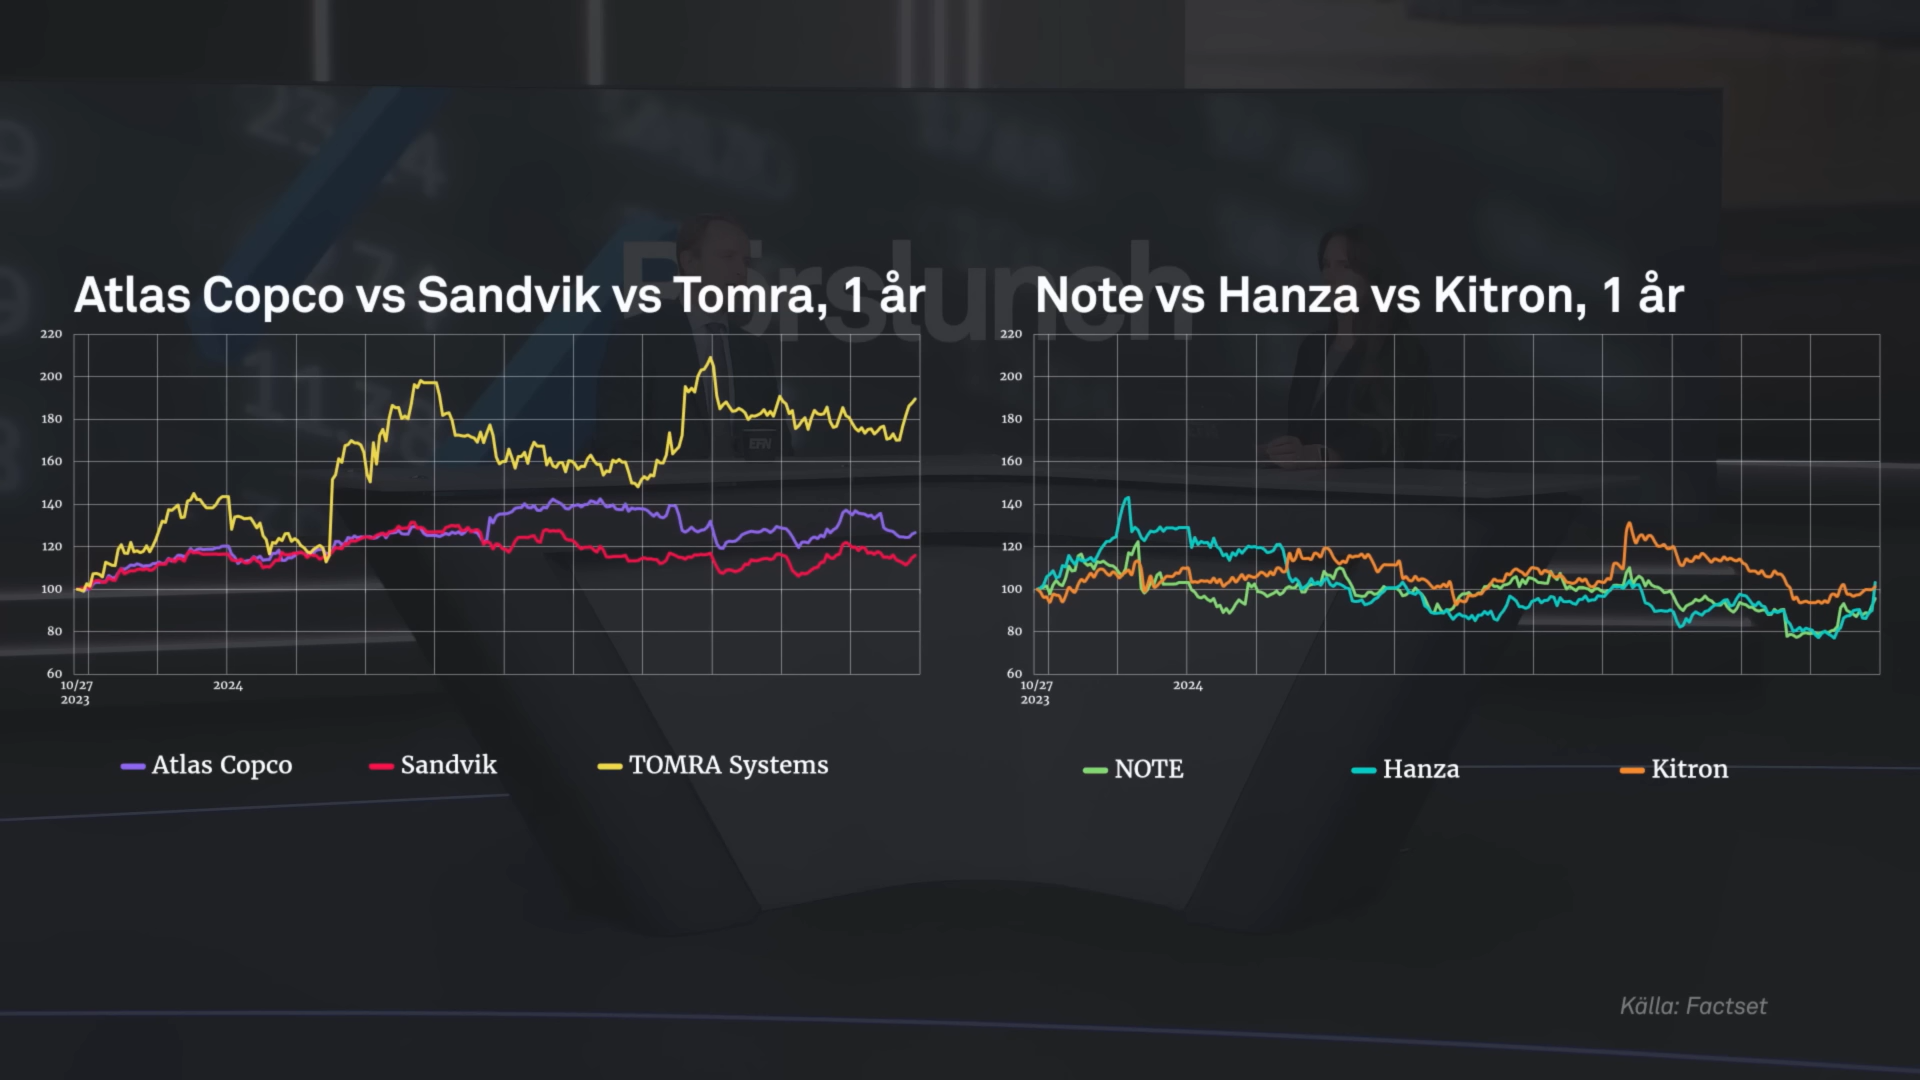 Börslunch
Atlas Copco vs Sandvik vs Tomra, 1 år
220
200
180
160
140
120
100
80
60
10/27
2023
2024
Atlas Copco
Sandvik
TOMRA Systems
EFN
Note vs Hanza vs Kitron, 1 år
220
200
180
160
140
120
100
80
60
10/27
2023
2024
NOTE
Hanza
Kitron
Källa: Factset